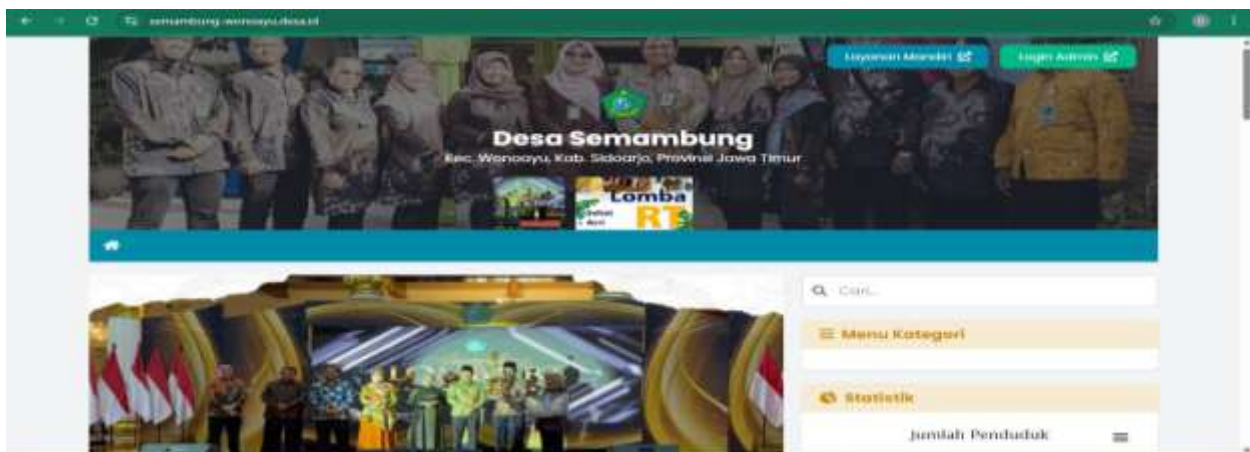 semambung-wonoayu.desa.id
Layanan Mandiri
Login Admin
Desa Semambung
Kec. Wonoayu, Kab. Sidoarjo, Provinsi Jawa Timur
Lomba
RT
Cari...
Menu Kategori
Statistik
Jumlah Penduduk